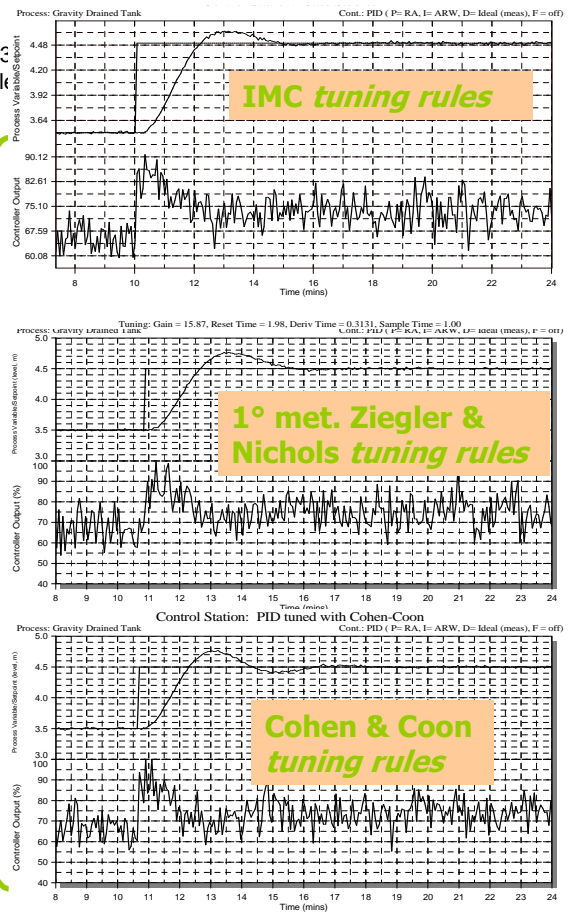 Process: Gravity Drained Tank Cont.: PID ( P= RA, I= ARW, D= Ideal (meas), F = off)
Process Variable/Setpoint
4.48
4.20
3.92
3.64
IMC tuning rules
Controller Output
90.12
82.61
75.10
67.59
60.08
8 10 12 14 16 18 20 22 24
Time (mins)
Tuning: Gain = 15.87, Reset Time = 1.98, Deriv Time = 0.3131, Sample Time = 1.00
Process: Gravity Drained Tank Cont.: PID ( P= RA, I= ARW, D= Ideal (meas), F = off)
Process Variable/Setpoint (level, m)
5.0
4.5
4.0
3.5
3.0
1° met. Ziegler &
Nichols tuning rules
Controller Output (%)
100
90
80
70
60
50
40
8 9 10 11 12 13 14 15 16 17 18 19 20 21 22 23 24
Time (mins)
Control Station: PID tuned with Cohen-Coon
Process: Gravity Drained Tank Cont.: PID ( P= RA, I= ARW, D= Ideal (meas), F = off)
Process Variable/Setpoint (level, m)
5.0
4.5
4.0
3.5
3.0
Cohen & Coon
tuning rules
Controller Output (%)
100
90
80
70
60
50
40
8 9 10 11 12 13 14 15 16 17 18 19 20 21 22 23 24
Time (mins)